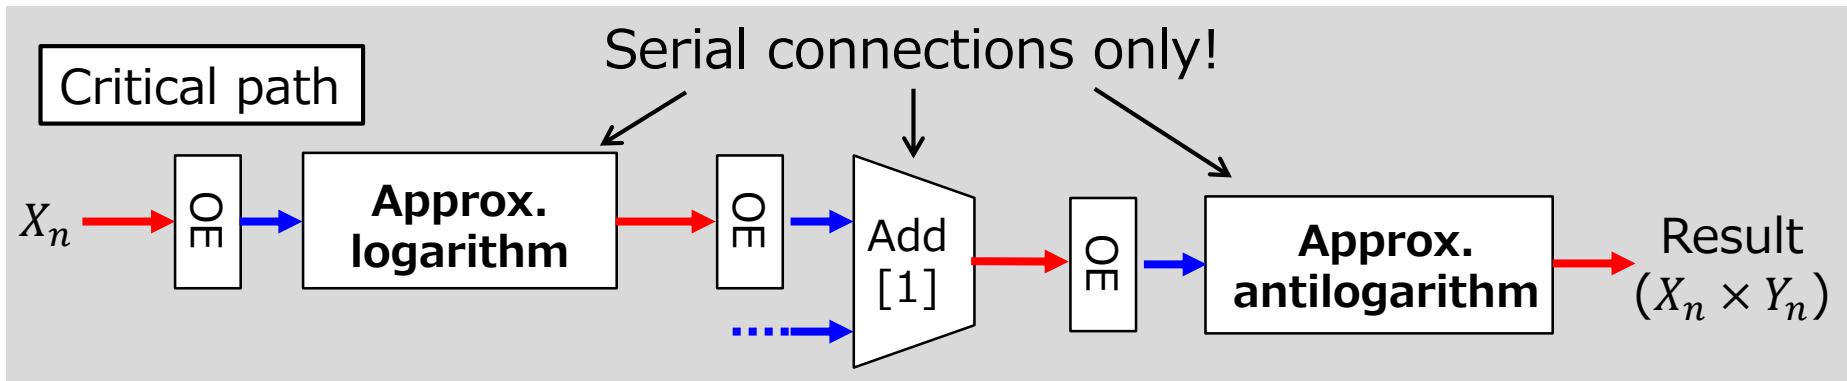 Serial connections only!
Critical path
Xₙ
OE
Approx.
logarithm
OE
Add
[1]
OE
Approx.
antilogarithm
Result
(Xₙ × Yₙ)